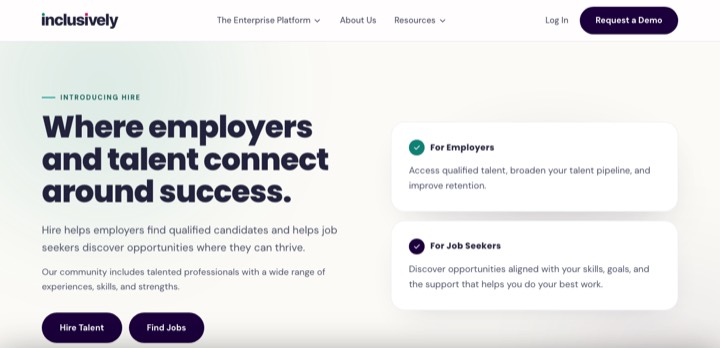 inclusively
The Enterprise Platform
About Us
Resources
Log In
Request a Demo
INTRODUCING HIRE
Where employers
and talent connect
around success.
Hire helps employers find qualified candidates and helps job
seekers discover opportunities where they can thrive.
Our community includes talented professionals with a wide range of
experiences, skills, and strengths.
Hire Talent
Find Jobs
For Employers
Access qualified talent, broaden your talent pipeline, and
improve retention.
For Job Seekers
Discover opportunities aligned with your skills, goals, and
the support that helps you do your best work.